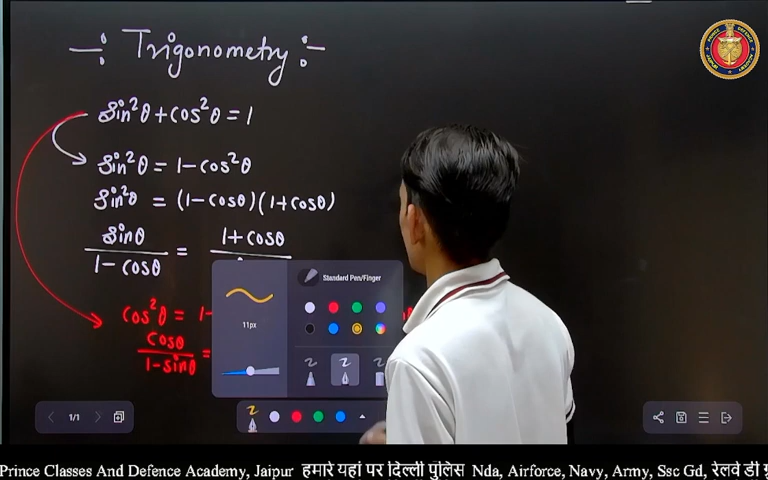 -: Trigonometry :-
sin²θ + cos²θ = 1
sin²θ = 1 - cos²θ
sin²θ = (1 - cosθ)(1 + cosθ)
sinθ / 1 - cosθ = 1 + cosθ
cos²θ = 1 -
cosθ / 1 - sinθ =
Standard Pen/Finger
11px
1/1
Prince Classes And Defence Academy, Jaipur हमारे यहां पर दिल्ली पुलिस Nda, Airforce, Navy, Army, Ssc Gd, रेलवे डी